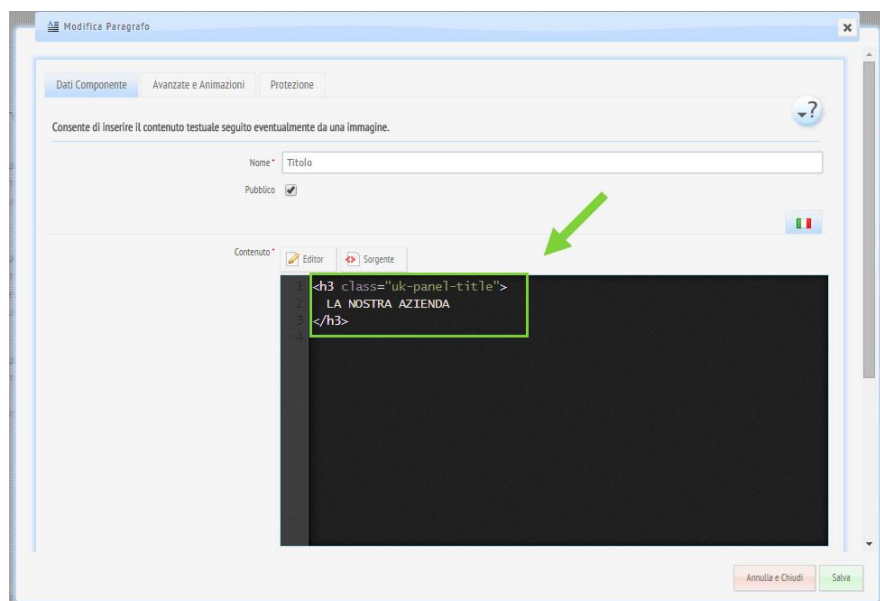 Modifica Paragrafo
Dati Componente Avanzate e Animazioni Protezione
?
Consente di inserire il contenuto testuale seguito eventualmente da una immagine.
Nome* Titolo
Pubblico
Contenuto* Editor Sorgente
1 <h3 class="uk-panel-title">
2 LA NOSTRA AZIENDA
3 </h3>
4
Annulla e Chiudi Salva